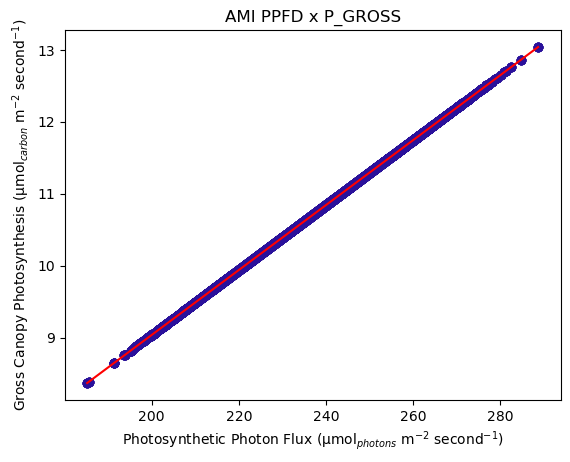 AMI PPFD x P_GROSS
Gross Canopy Photosynthesis (μmol_carbon m⁻² second⁻¹)
13
12
11
10
9
200 220 240 260 280
Photosynthetic Photon Flux (μmol_photons m⁻² second⁻¹)